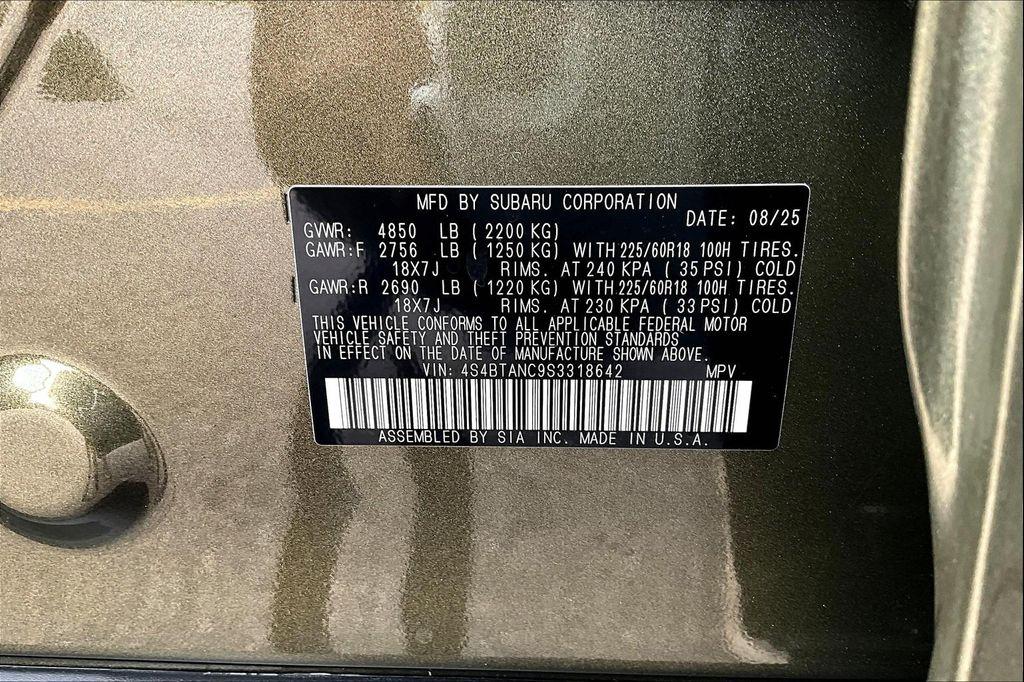 MFD BY SUBARU CORPORATION
DATE: 08/25
GVWR: 4850 LB ( 2200 KG)
GAWR:F 2756 LB ( 1250 KG) WITH 225/60R18 100H TIRES.
18X7J RIMS. AT 240 KPA ( 35 PSI) COLD
GAWR:R 2690 LB ( 1220 KG) WITH 225/60R18 100H TIRES.
18X7J RIMS. AT 230 KPA ( 33 PSI) COLD
THIS VEHICLE CONFORMS TO ALL APPLICABLE FEDERAL MOTOR
VEHICLE SAFETY AND THEFT PREVENTION STANDARDS
IN EFFECT ON THE DATE OF MANUFACTURE SHOWN ABOVE.
VIN: 4S4BTANC9S3318642 MPV
ASSEMBLED BY SIA INC. MADE IN U.S.A.